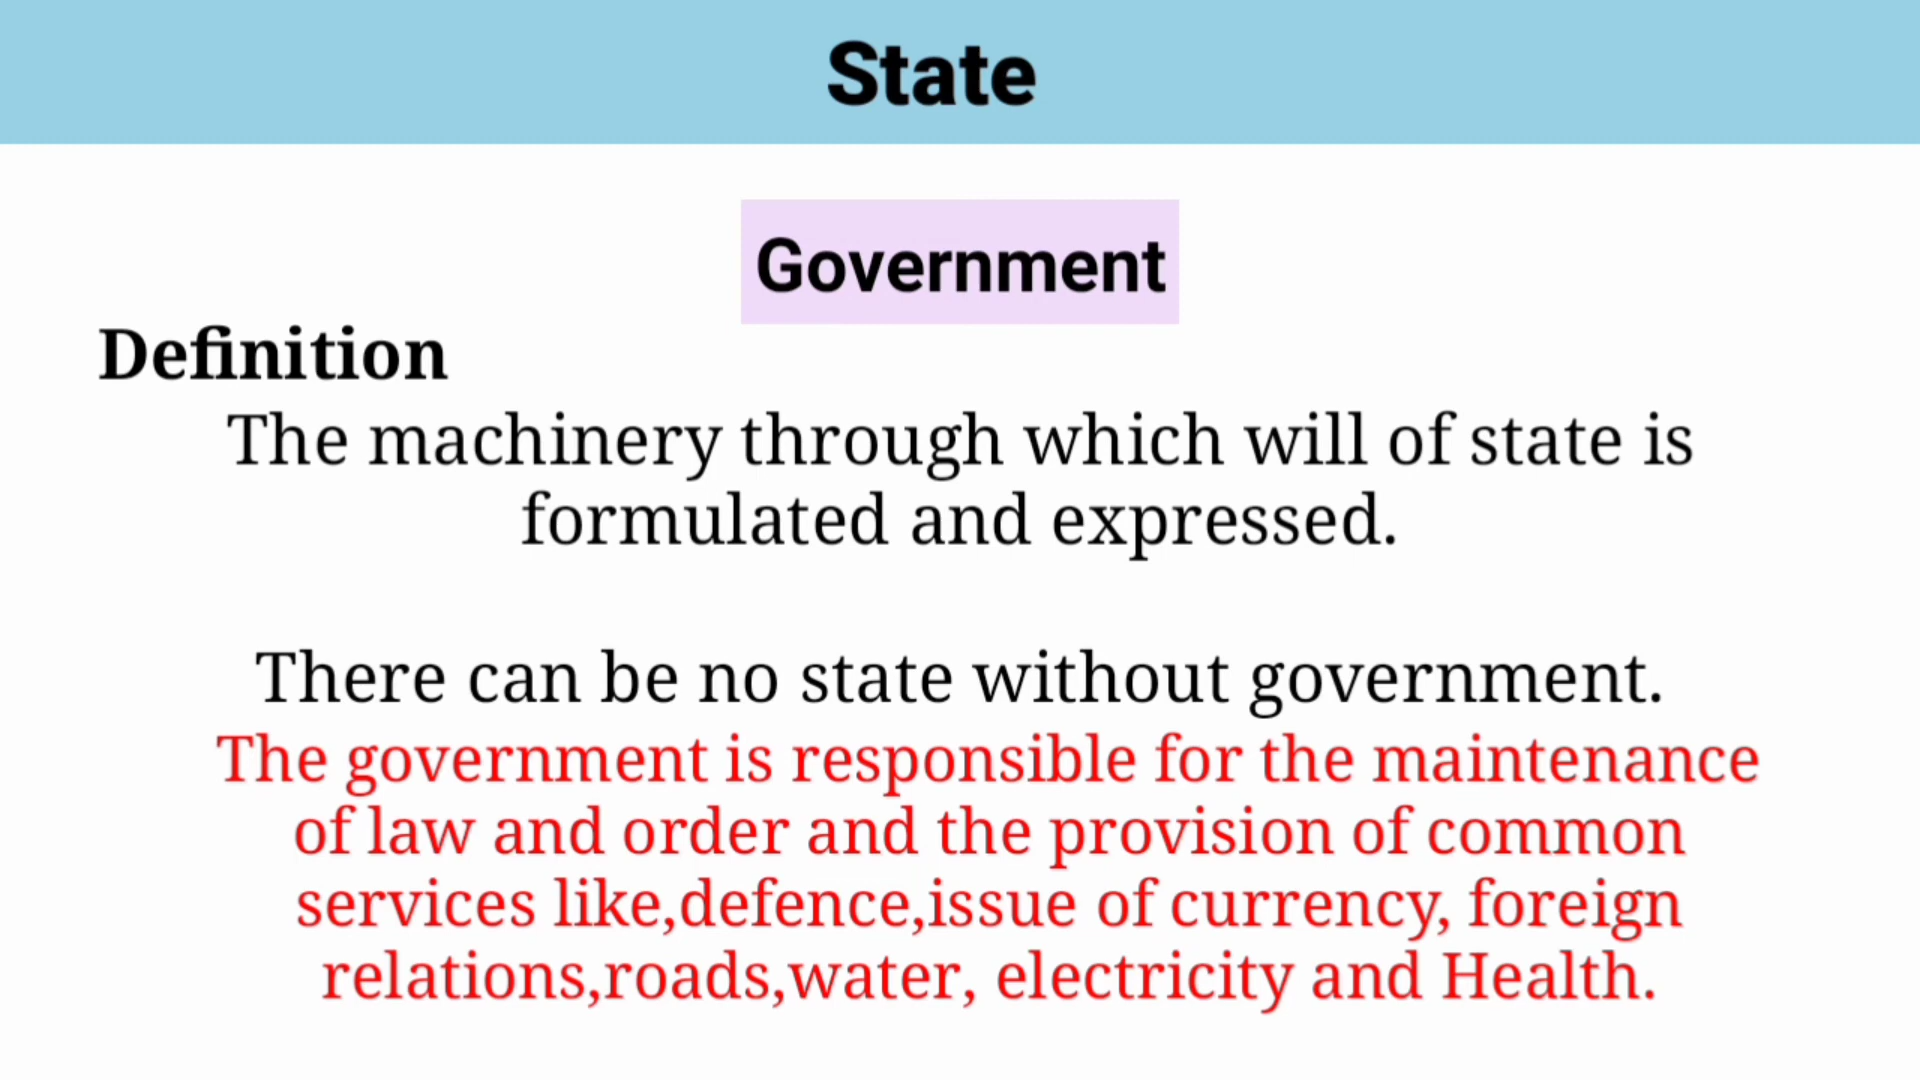 State
Government
Definition
The machinery through which will of state is
formulated and expressed.
There can be no state without government.
The government is responsible for the maintenance
of law and order and the provision of common
services like,defence,issue of currency, foreign
relations,roads,water, electricity and Health.